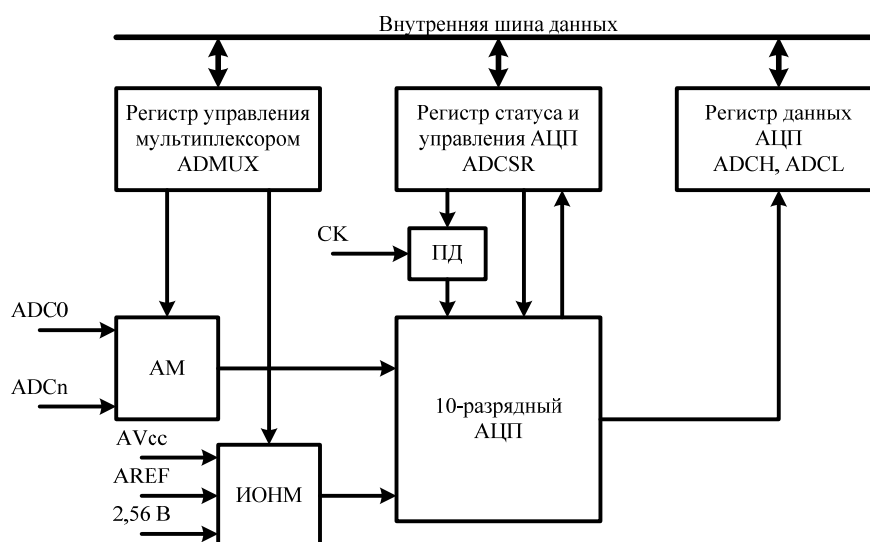 Внутренняя шина данных
Регистр управления
мультиплексором
ADMUX
Регистр статуса и
управления АЦП
ADCSR
Регистр данных
АЦП
ADCH, ADCL
CK
ПД
ADC0
АМ
ADCn
10-разрядный
АЦП
AVcc
AREF
ИОНМ
2,56 В